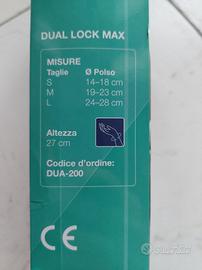 DUAL LOCK MAX
MISURE
Taglie Ø Polso
S 14–18 cm
M 19–23 cm
L 24–28 cm
Altezza
27 cm
Codice d'ordine:
DUA-200
CE
subito